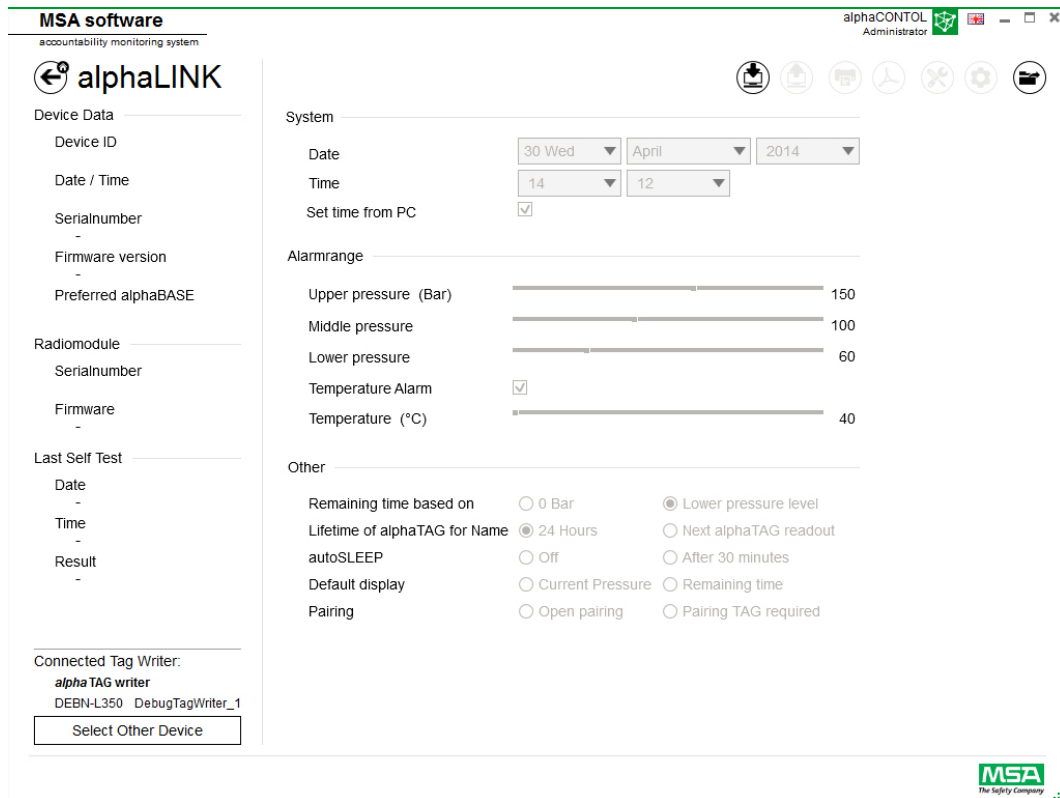 MSA software
accountability monitoring system
alphaCONTOL
Administrator
alphaLINK
Device Data
Device ID
Date / Time
Serialnumber
-
Firmware version
-
Preferred alphaBASE
Radiomodule
Serialnumber
Firmware
-
Last Self Test
Date
-
Time
-
Result
-
Connected Tag Writer:
alphaTAG writer
DEBN-L350 DebugTagWriter_1
Select Other Device
System
Date 30 Wed April 2014
Time 14 12
Set time from PC
Alarmrange
Upper pressure (Bar) 150
Middle pressure 100
Lower pressure 60
Temperature Alarm
Temperature (°C) 40
Other
Remaining time based on 0 Bar Lower pressure level
Lifetime of alphaTAG for Name 24 Hours Next alphaTAG readout
autoSLEEP Off After 30 minutes
Default display Current Pressure Remaining time
Pairing Open pairing Pairing TAG required
MSA
The Safety Company